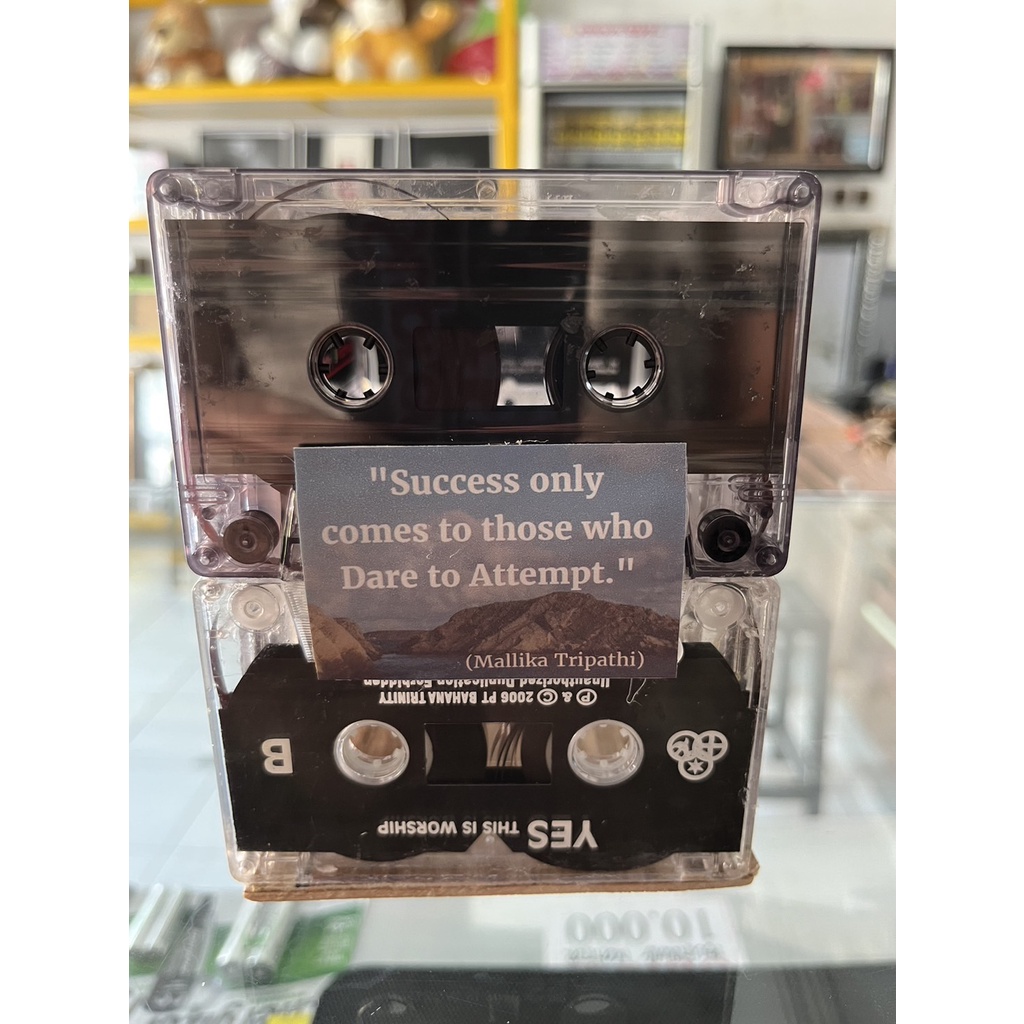 "Success only
comes to those who
Dare to Attempt."
(Mallika Tripathi)
Unauthorized Duplication Forbidden
℗ & © 2006 PT BAHANA TRINITY
B
YES THIS IS WORSHIP
10.000